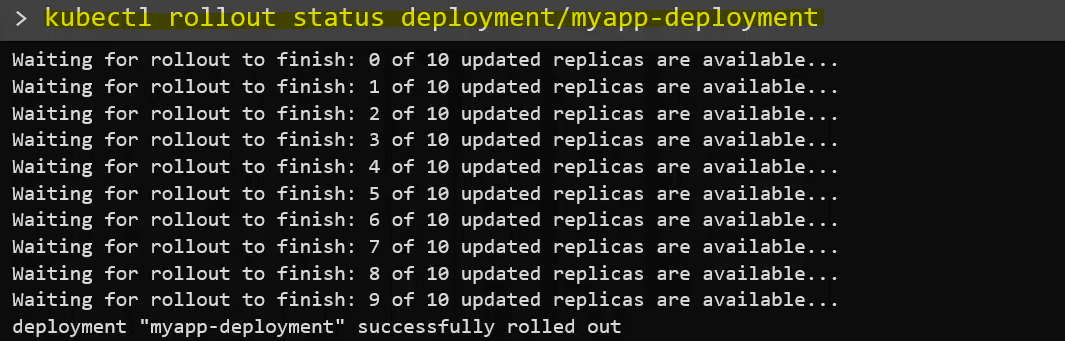 > kubectl rollout status deployment/myapp-deployment
Waiting for rollout to finish: 0 of 10 updated replicas are available...
Waiting for rollout to finish: 1 of 10 updated replicas are available...
Waiting for rollout to finish: 2 of 10 updated replicas are available...
Waiting for rollout to finish: 3 of 10 updated replicas are available...
Waiting for rollout to finish: 4 of 10 updated replicas are available...
Waiting for rollout to finish: 5 of 10 updated replicas are available...
Waiting for rollout to finish: 6 of 10 updated replicas are available...
Waiting for rollout to finish: 7 of 10 updated replicas are available...
Waiting for rollout to finish: 8 of 10 updated replicas are available...
Waiting for rollout to finish: 9 of 10 updated replicas are available...
deployment "myapp-deployment" successfully rolled out